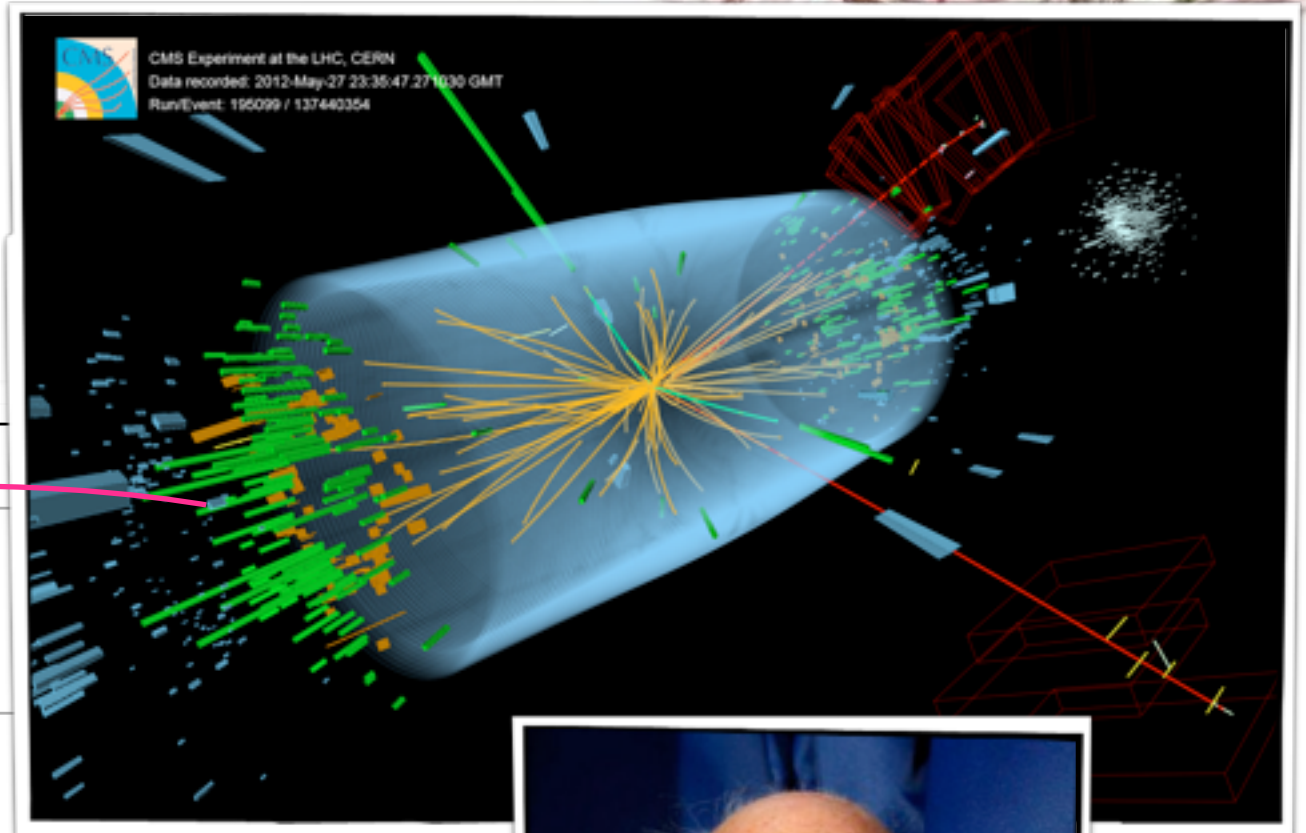 CMS
CMS Experiment at the LHC, CERN
Data recorded: 2012-May-27 23:35:47.271030 GMT
Run/Event: 195099 / 137440354